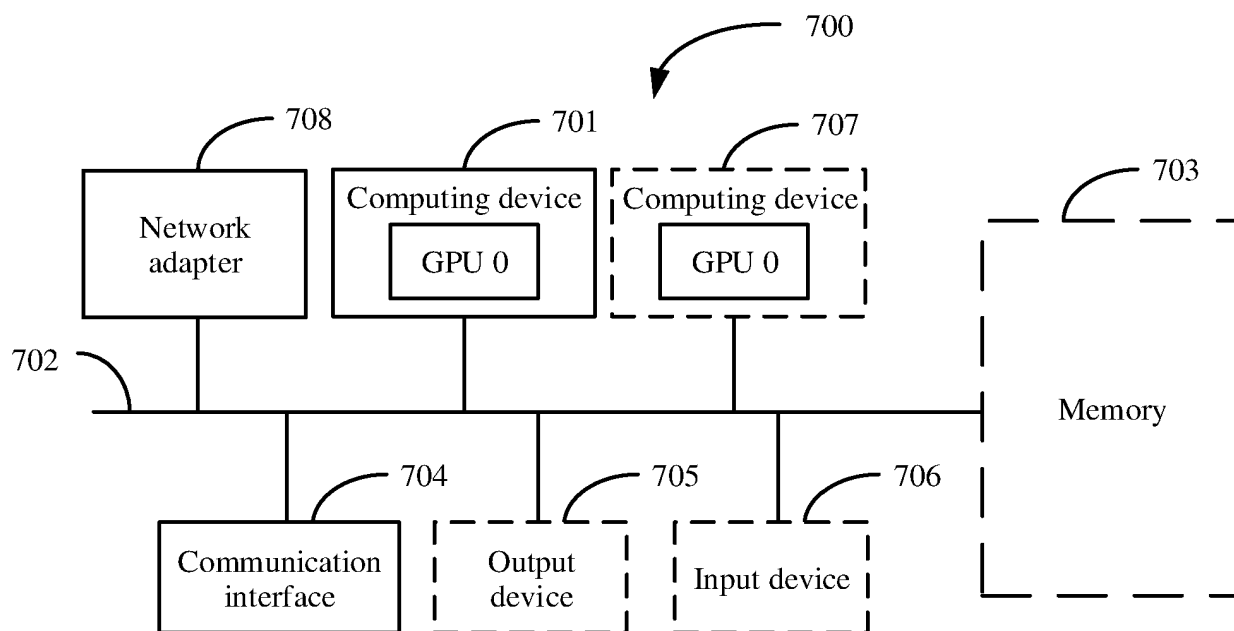 700
708
701
707
703
Network
adapter
Computing device
GPU 0
Computing device
GPU 0
702
Memory
704
705
706
Communication
interface
Output
device
Input device